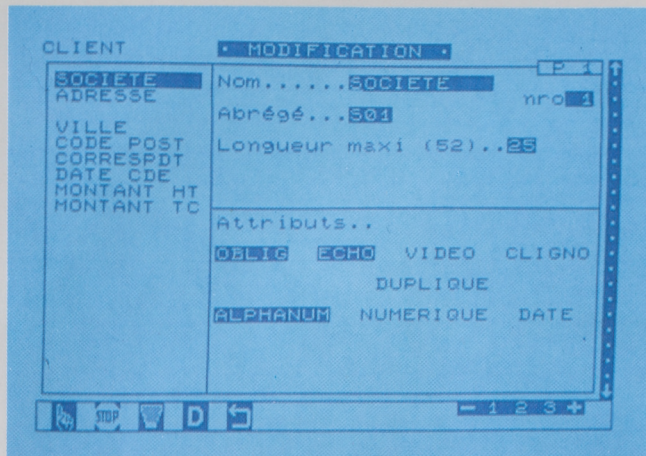 CLIENT
• MODIFICATION •
P 1
SOCIETE
ADRESSE
VILLE
CODE POST
CORRESPDT
DATE CDE
MONTANT HT
MONTANT TC
Nom......SOCIETE
nro 1
Abrégé...S01
Longueur maxi (52)..25
Attributs..
OBLIG ECHO VIDEO CLIGNO
DUPLIQUE
ALPHANUM NUMERIQUE DATE
STOP D
- 1 2 3 +